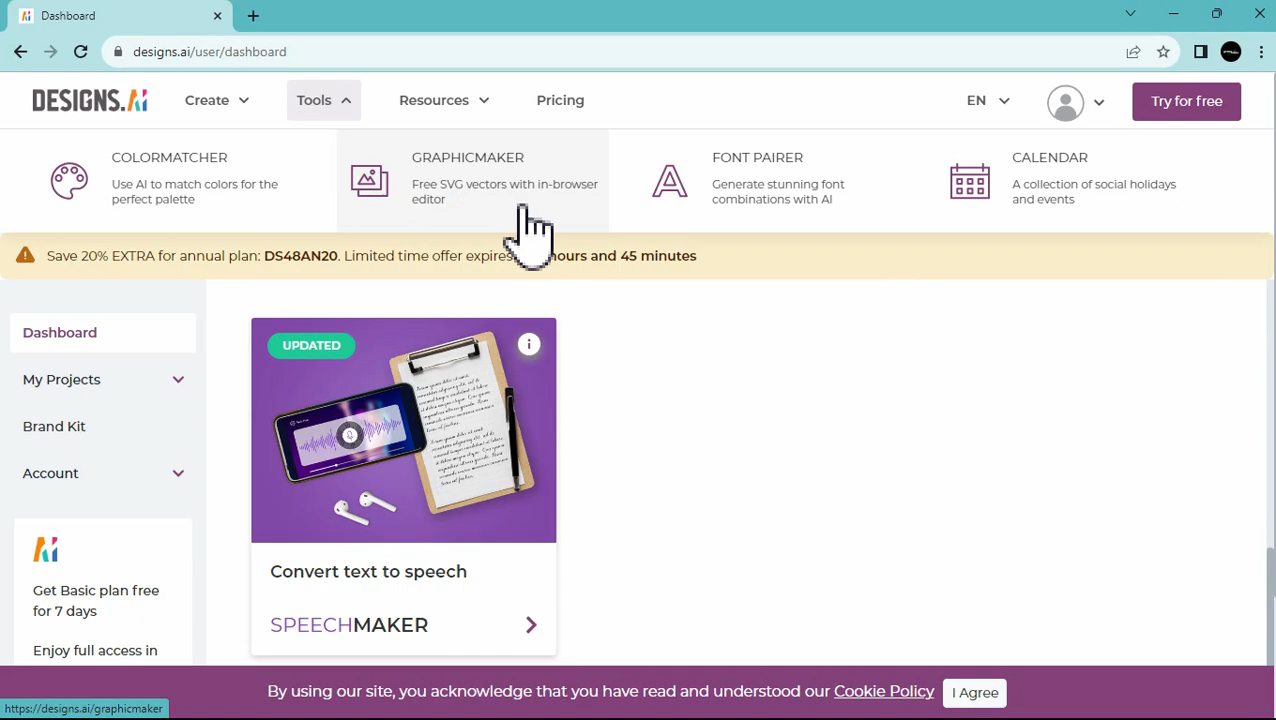 Dashboard
designs.ai/user/dashboard
DESIGNS.AI
Create
Tools
Resources
Pricing
EN
Try for free
COLORMATCHER
Use AI to match colors for the
perfect palette
GRAPHICMAKER
Free SVG vectors with in-browser
editor
FONT PAIRER
Generate stunning font
combinations with AI
CALENDAR
A collection of social holidays
and events
Save 20% EXTRA for annual plan: DS48AN20. Limited time offer expires hours and 45 minutes
Dashboard
My Projects
Brand Kit
Account
Get Basic plan free
for 7 days
Enjoy full access in
UPDATED
i
Convert text to speech
SPEECHMAKER
By using our site, you acknowledge that you have read and understood our Cookie Policy
I Agree
https://designs.ai/graphicmaker